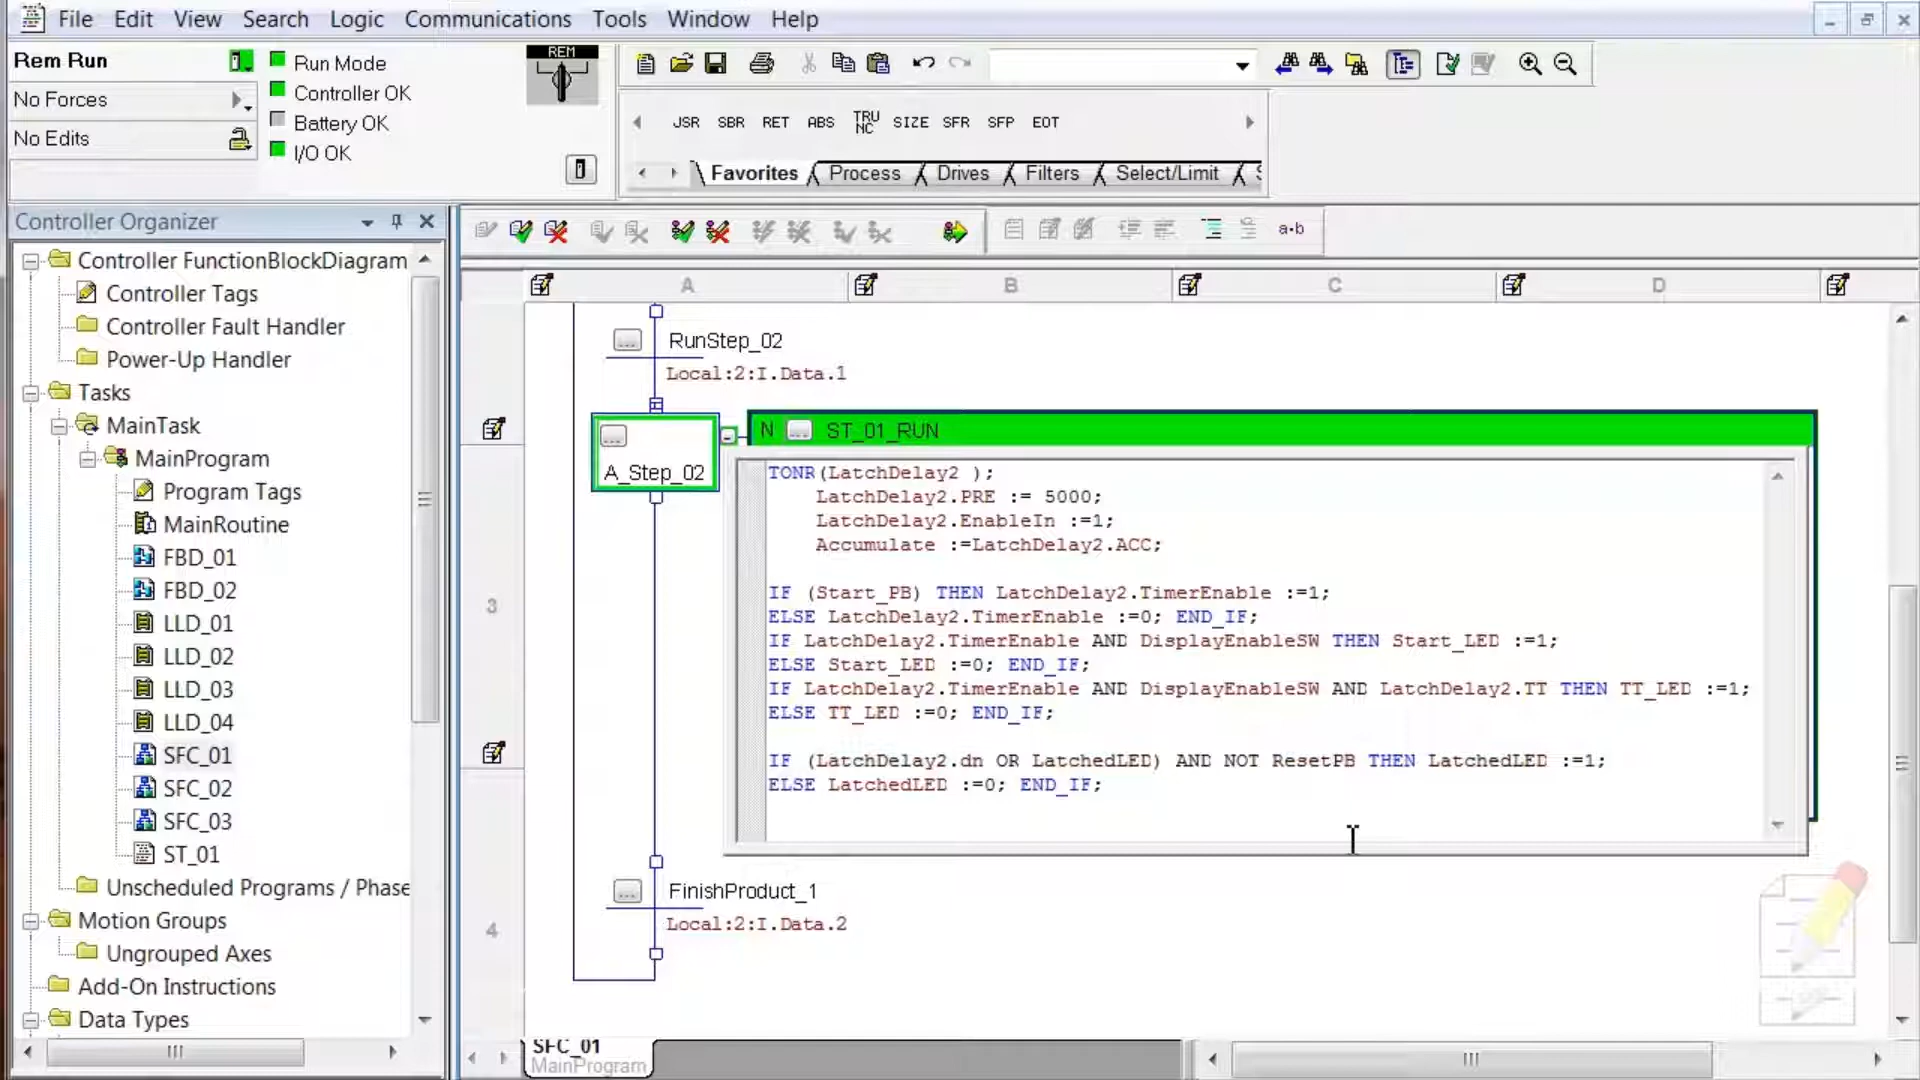 File Edit View Search Logic Communications Tools Window Help
Rem Run
No Forces
No Edits
Run Mode
Controller OK
Battery OK
I/O OK
REM
JSR SBR RET ABS TRUNC SIZE SFR SFP EOT
Favorites Process Drives Filters Select/Limit
Controller Organizer
Controller FunctionBlockDiagram
Controller Tags
Controller Fault Handler
Power-Up Handler
Tasks
MainTask
MainProgram
Program Tags
MainRoutine
FBD_01
FBD_02
LLD_01
LLD_02
LLD_03
LLD_04
SFC_01
SFC_02
SFC_03
ST_01
Unscheduled Programs / Phase
Motion Groups
Ungrouped Axes
Add-On Instructions
Data Types
a-b
A B C D
3
4
RunStep_02
Local:2:I.Data.1
A_Step_02
N ... ST_01_RUN
TONR(LatchDelay2 );
LatchDelay2.PRE := 5000;
LatchDelay2.EnableIn :=1;
Accumulate :=LatchDelay2.ACC;
IF (Start_PB) THEN LatchDelay2.TimerEnable :=1;
ELSE LatchDelay2.TimerEnable :=0; END_IF;
IF LatchDelay2.TimerEnable AND DisplayEnableSW THEN Start_LED :=1;
ELSE Start_LED :=0; END_IF;
IF LatchDelay2.TimerEnable AND DisplayEnableSW AND LatchDelay2.TT THEN TT_LED :=1;
ELSE TT_LED :=0; END_IF;
IF (LatchDelay2.dn OR LatchedLED) AND NOT ResetPB THEN LatchedLED :=1;
ELSE LatchedLED :=0; END_IF;
FinishProduct_1
Local:2:I.Data.2
SFC_01
MainProgram